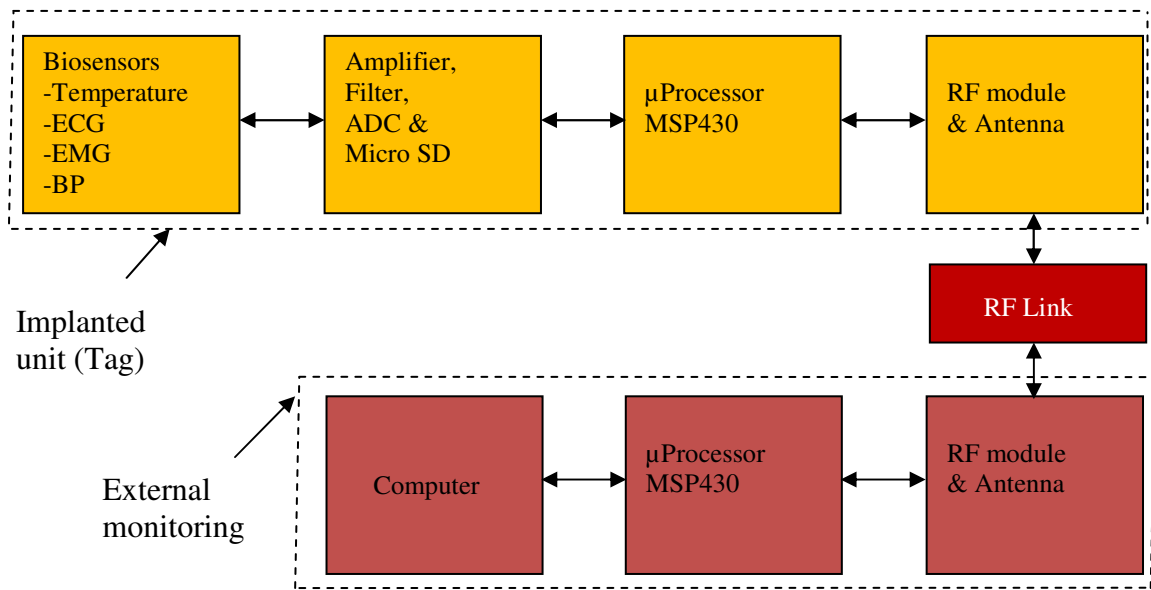 Biosensors
-Temperature
-ECG
-EMG
-BP
Amplifier,
Filter,
ADC &
Micro SD
µProcessor
MSP430
RF module
& Antenna
Implanted
unit (Tag)
RF Link
External
monitoring
Computer
µProcessor
MSP430
RF module
& Antenna